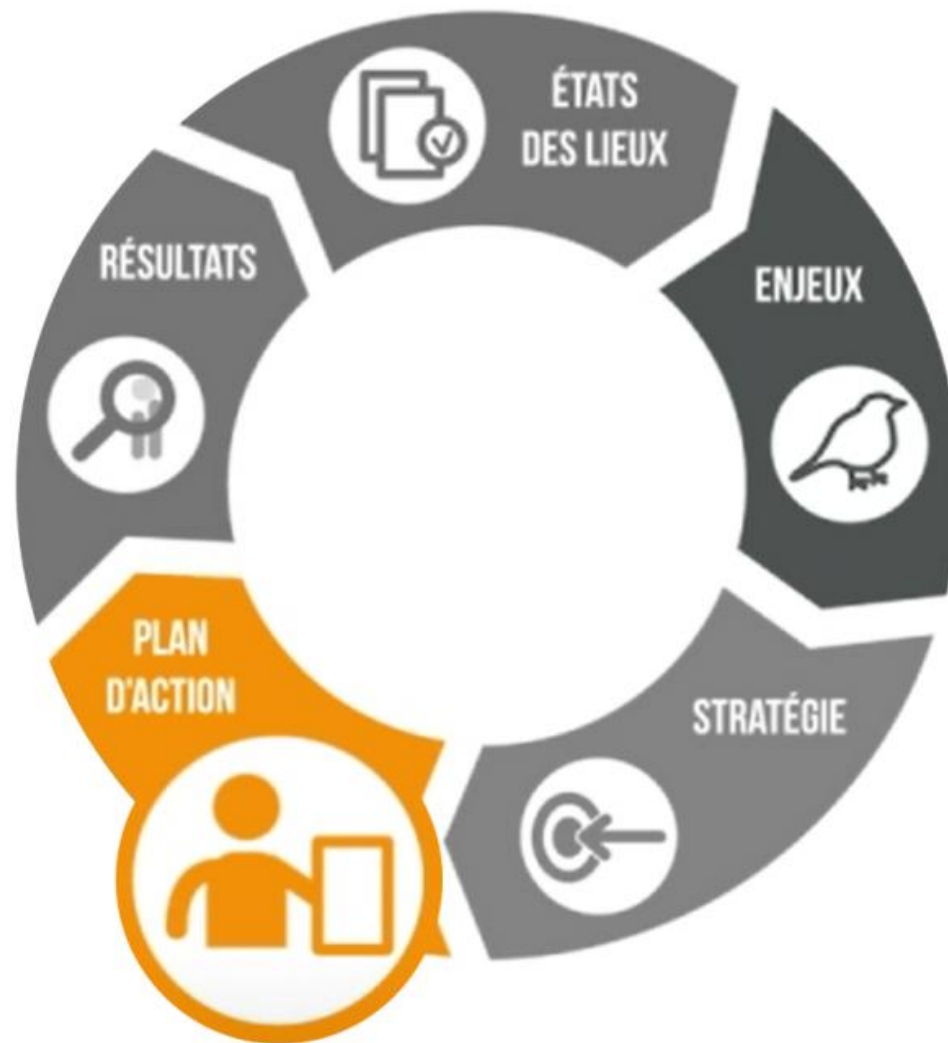 ÉTATS
DES LIEUX
ENJEUX
STRATÉGIE
PLAN
D'ACTION
RÉSULTATS